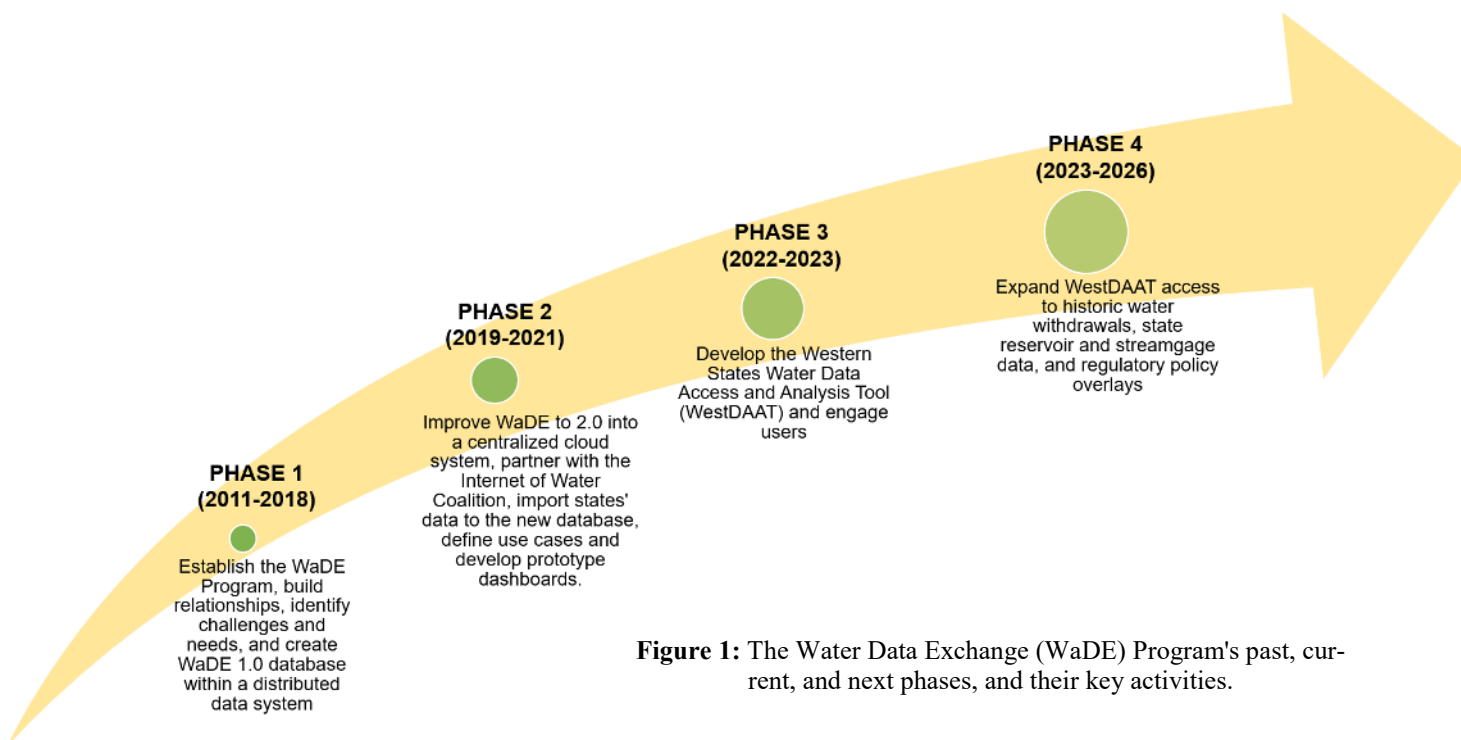 PHASE 1
(2011-2018)
Establish the WaDE
Program, build
relationships, identify
challenges and
needs, and create
WaDE 1.0 database
within a distributed
data system
PHASE 2
(2019-2021)
Improve WaDE to 2.0 into
a centralized cloud
system, partner with the
Internet of Water
Coalition, import states'
data to the new database,
define use cases and
develop prototype
dashboards.
PHASE 3
(2022-2023)
Develop the Western
States Water Data
Access and Analysis Tool
(WestDAAT) and engage
users
PHASE 4
(2023-2026)
Expand WestDAAT access
to historic water
withdrawals, state
reservoir and streamgage
data, and regulatory policy
overlays
Figure 1: The Water Data Exchange (WaDE) Program's past, cur-
rent, and next phases, and their key activities.